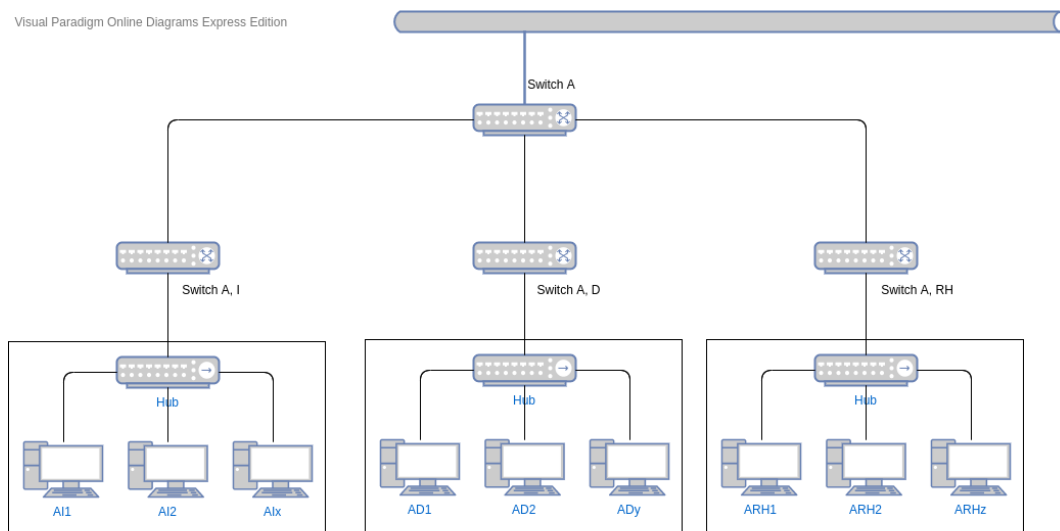 Visual Paradigm Online Diagrams Express Edition
Switch A
Switch A, I
Switch A, D
Switch A, RH
Hub
Hub
Hub
AI1
AI2
AIx
AD1
AD2
ADy
ARH1
ARH2
ARHz